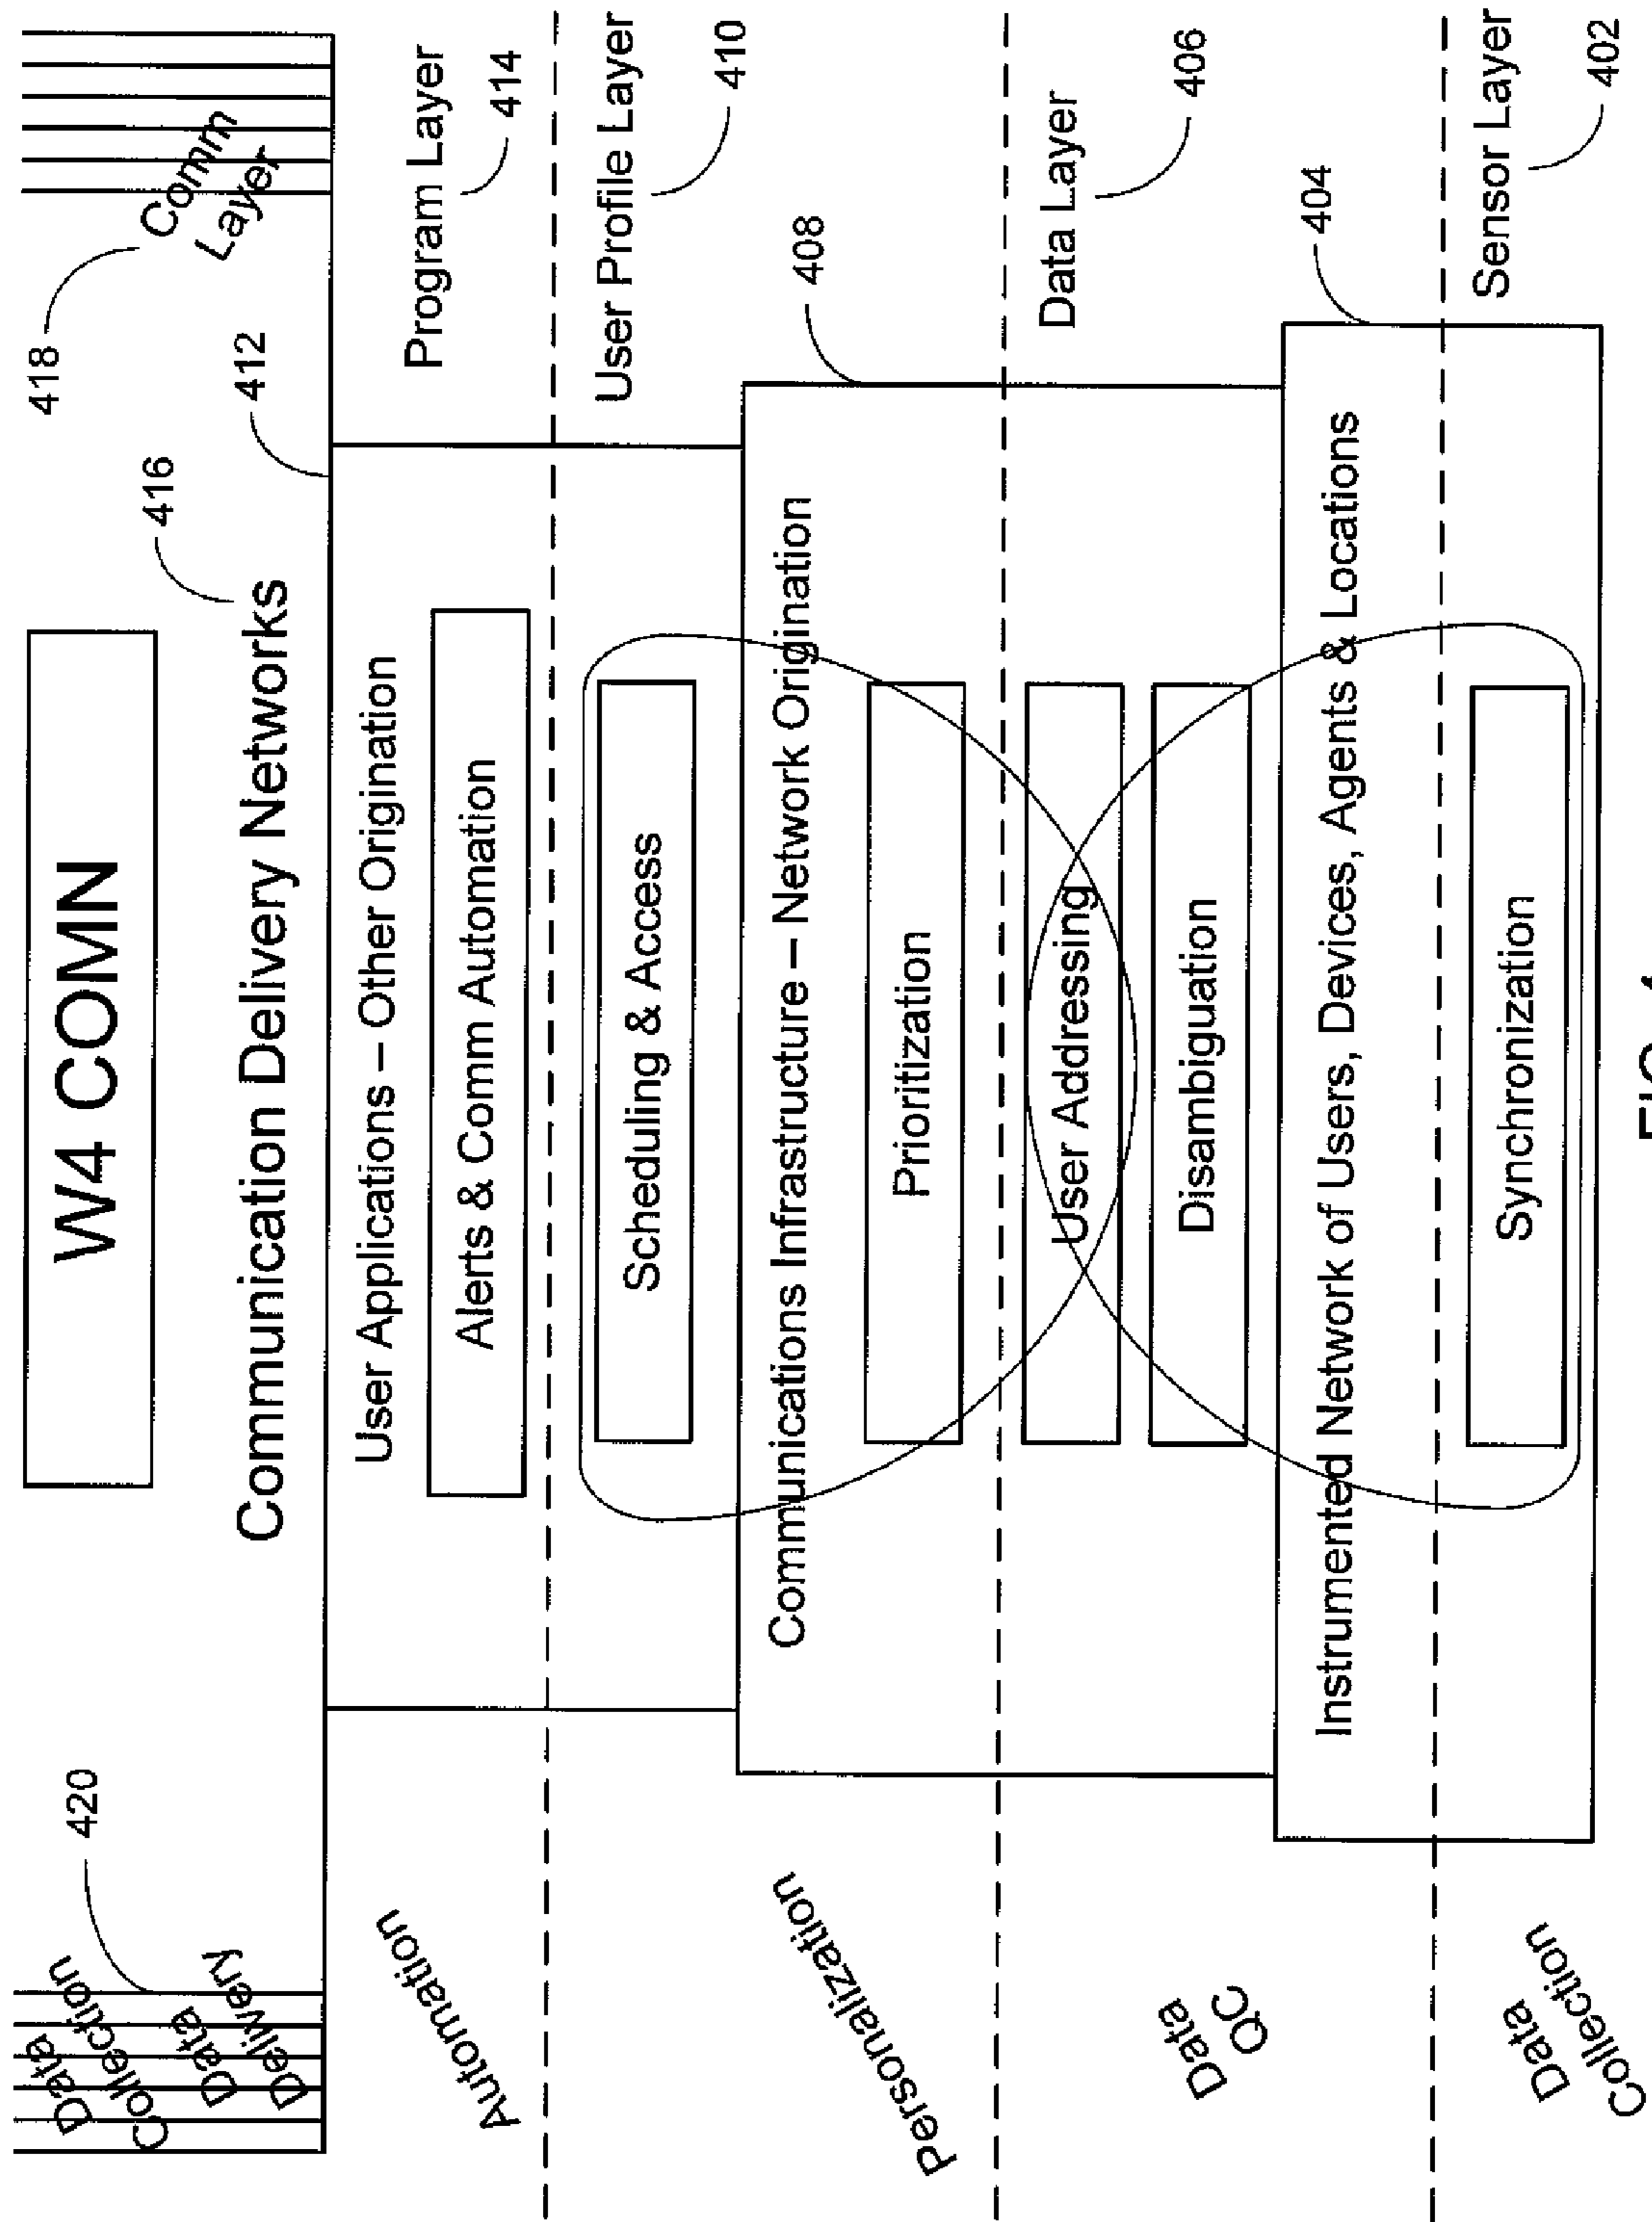 W4 COMN
418
Comm
Layer
420
Data
Collection
Data
Delivery
416
Communication Delivery Networks
412
User Applications – Other Origination
Program Layer
414
Automation
Alerts & Comm Automation
User Profile Layer
410
Scheduling & Access
Communications Infrastructure – Network Origination
408
Personalization
Prioritization
Data Layer
406
User Addressing
Data
QC
Disambiguation
404
Instrumented Network of Users, Devices, Agents & Locations
Sensor Layer
402
Data
Collection
Synchronization